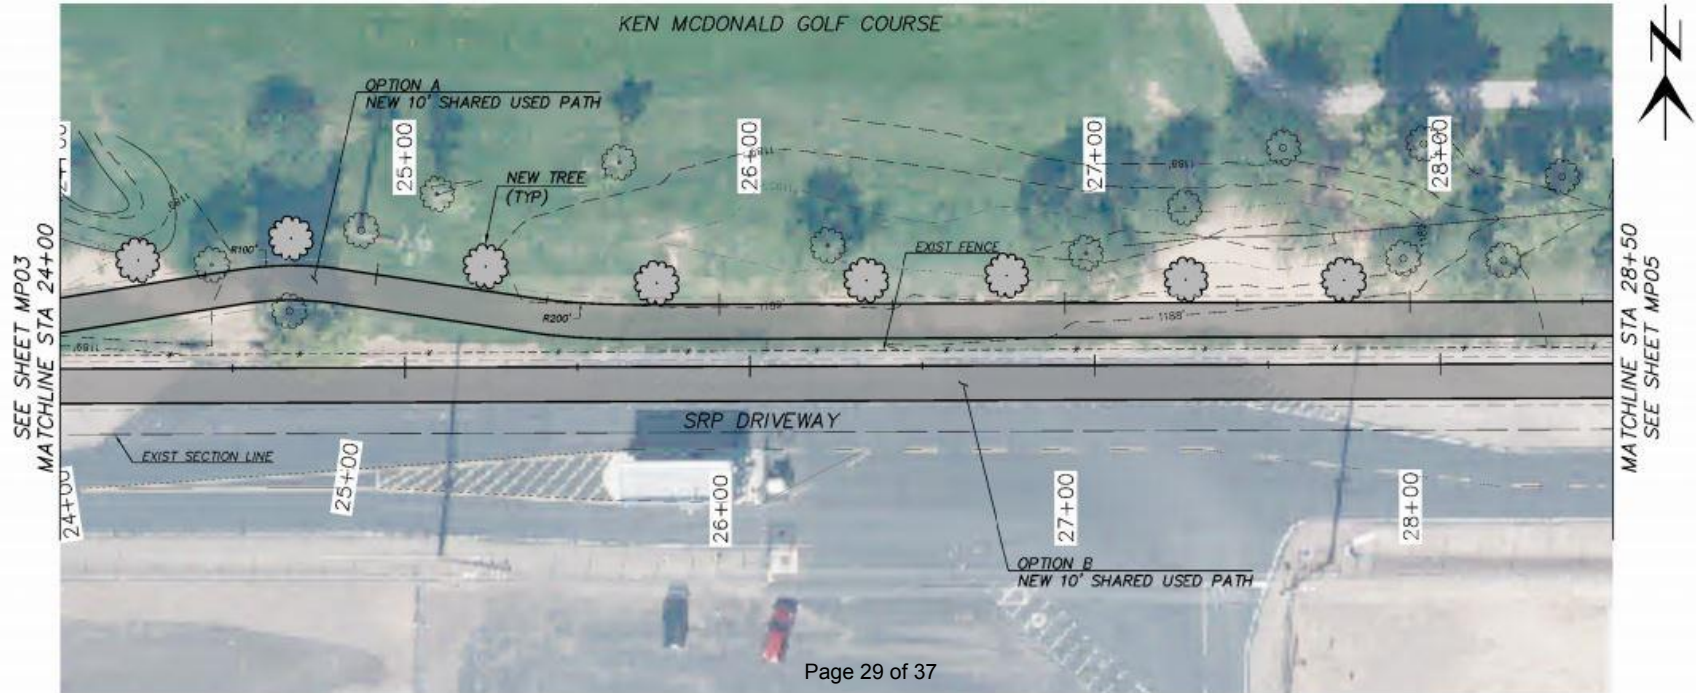 KEN MCDONALD GOLF COURSE
OPTION A
NEW 10' SHARED USED PATH
25+00
26+00
27+00
28+00
NEW TREE
(TYP)
R100'
EXIST FENCE
R200'
1188'
SEE SHEET MP03
MATCHLINE STA 24+00
MATCHLINE STA 28+50
SEE SHEET MP05
SRP DRIVEWAY
EXIST SECTION LINE
24+00
25+00
26+00
27+00
28+00
OPTION B
NEW 10' SHARED USED PATH
Page 29 of 37